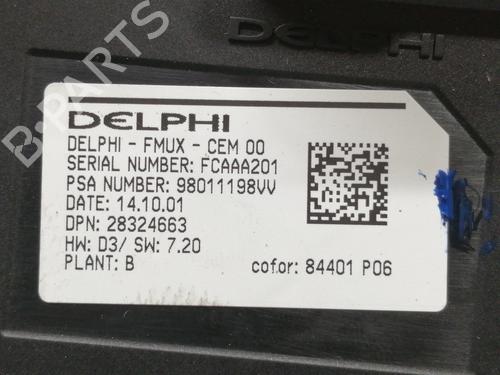 DELPHI
B-PARTS
DELPHI
DELPHI - FMUX - CEM 00
SERIAL NUMBER: FCAAA201
PSA NUMBER: 98011198VV
DATE: 14.10.01
DPN: 28324663
HW: D3/ SW: 7.20
PLANT: B
cofor: 84401 P06